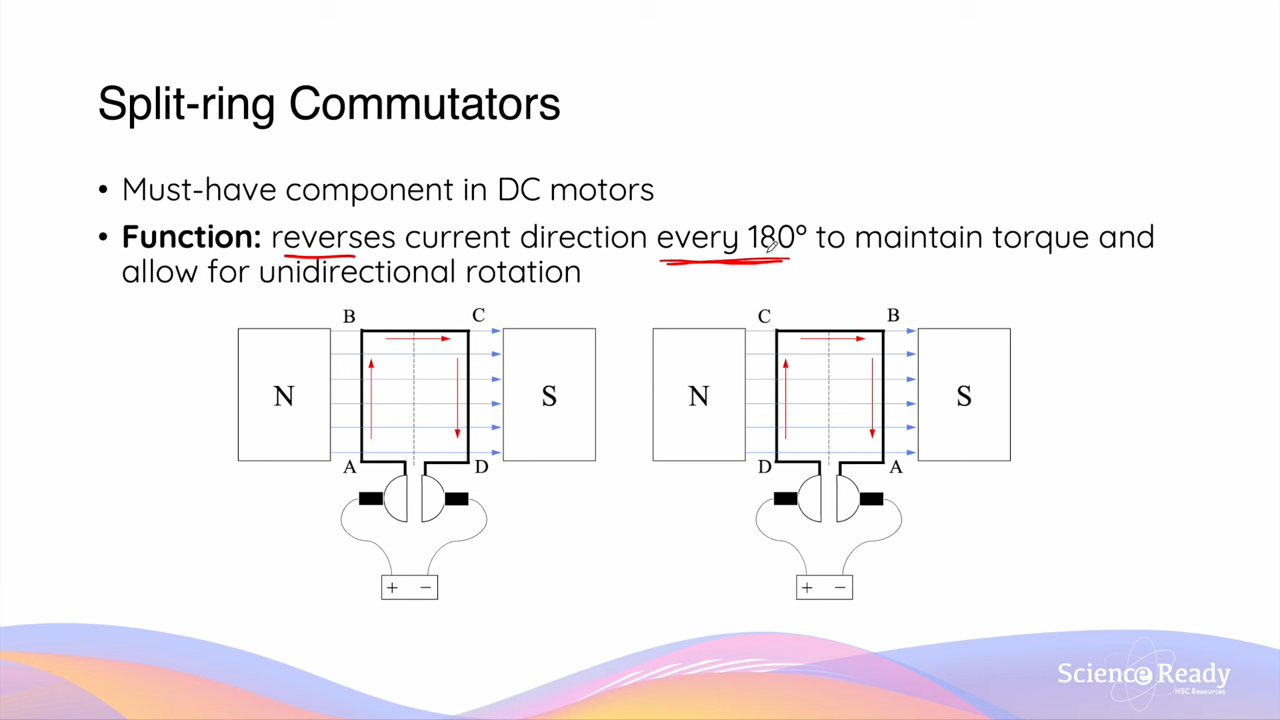 Split-ring Commutators
• Must-have component in DC motors
• Function: reverses current direction every 180° to maintain torque and
allow for unidirectional rotation
B C
N S
A D
+ −
C B
N S
D A
+ −
Science Ready
HSC Resources